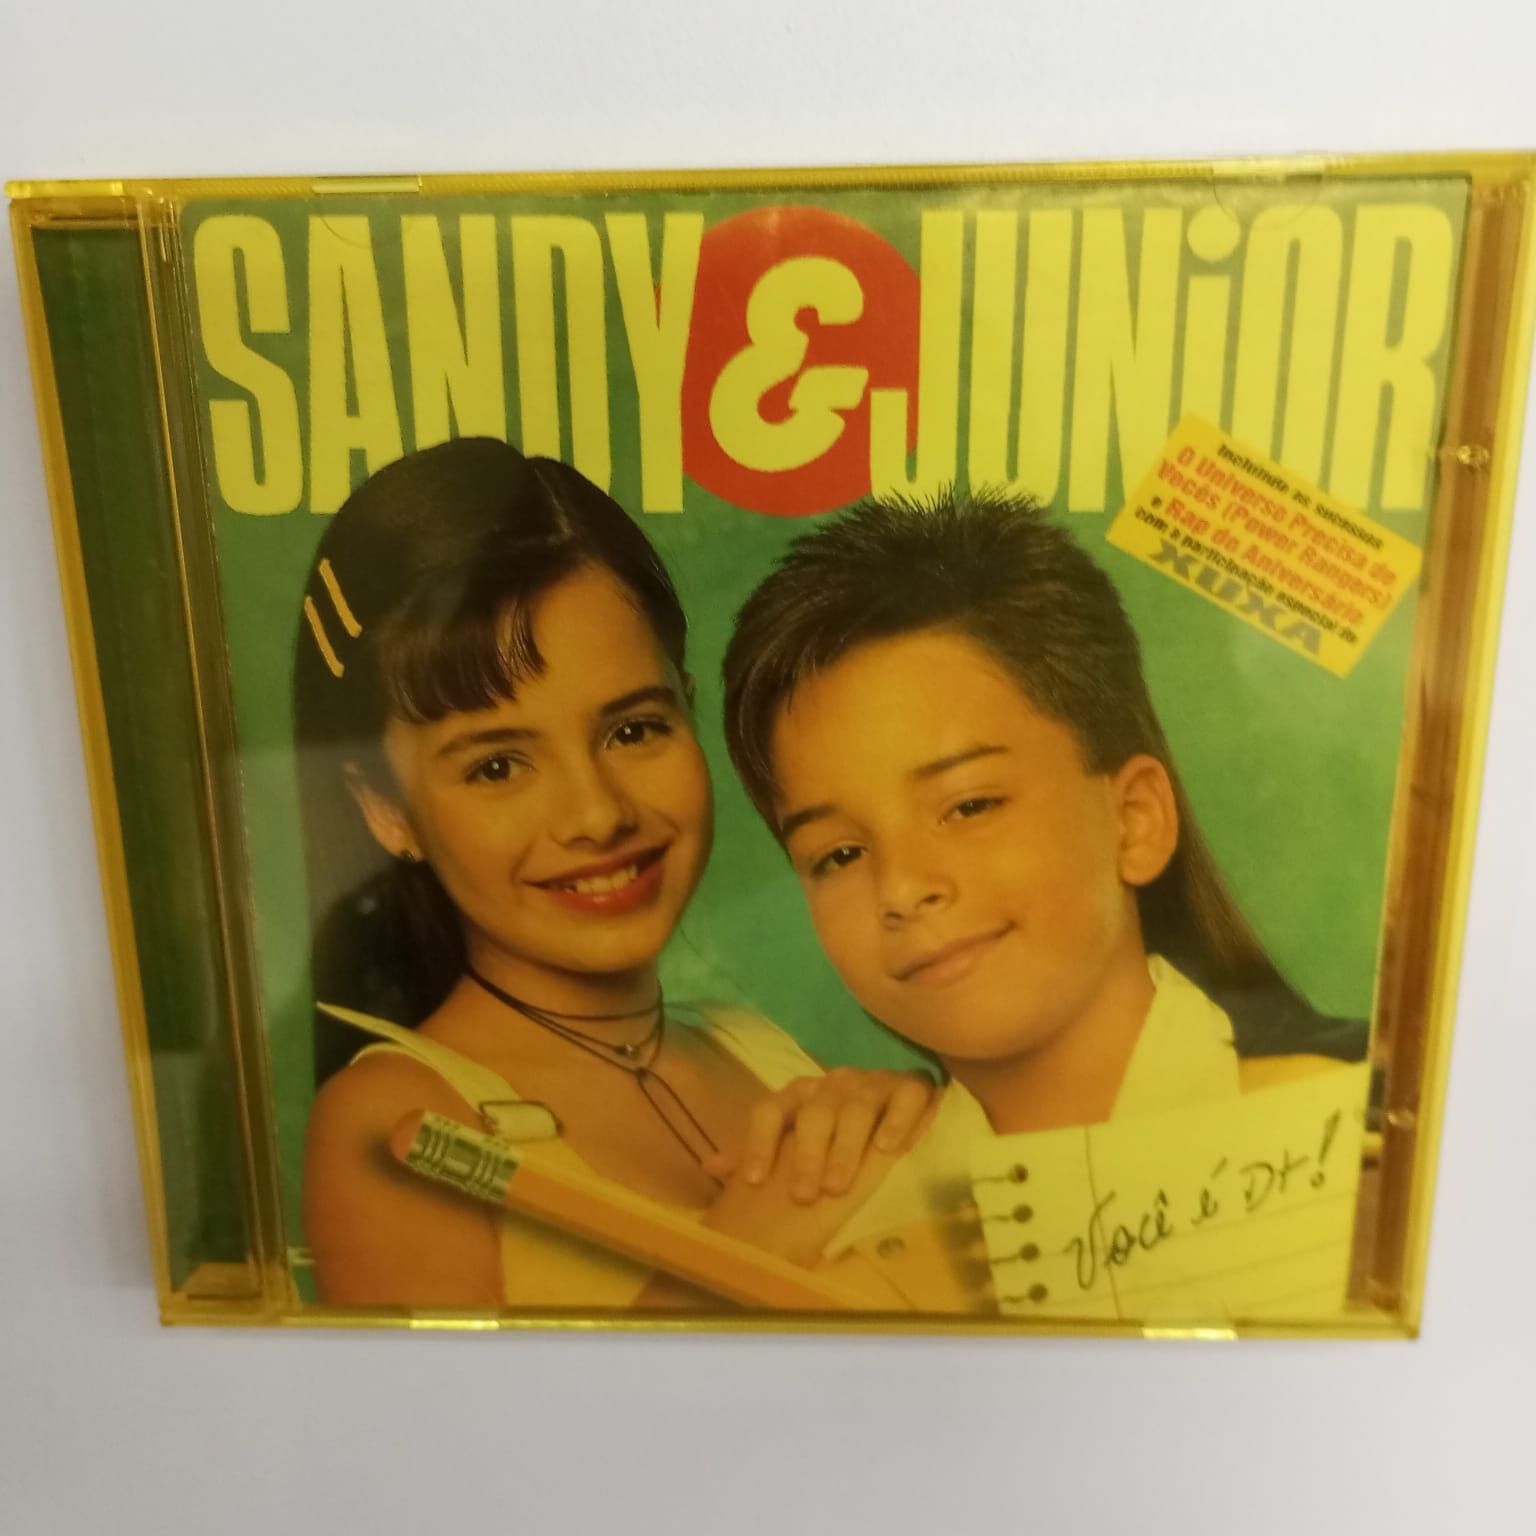 SANDY & JUNiOR
Incluindo os sucessos
O Universo Precisa de
Vocês (Power Rangers)
e Rap do Aniversário
com a participação especial de
XUXA
Você é D+!